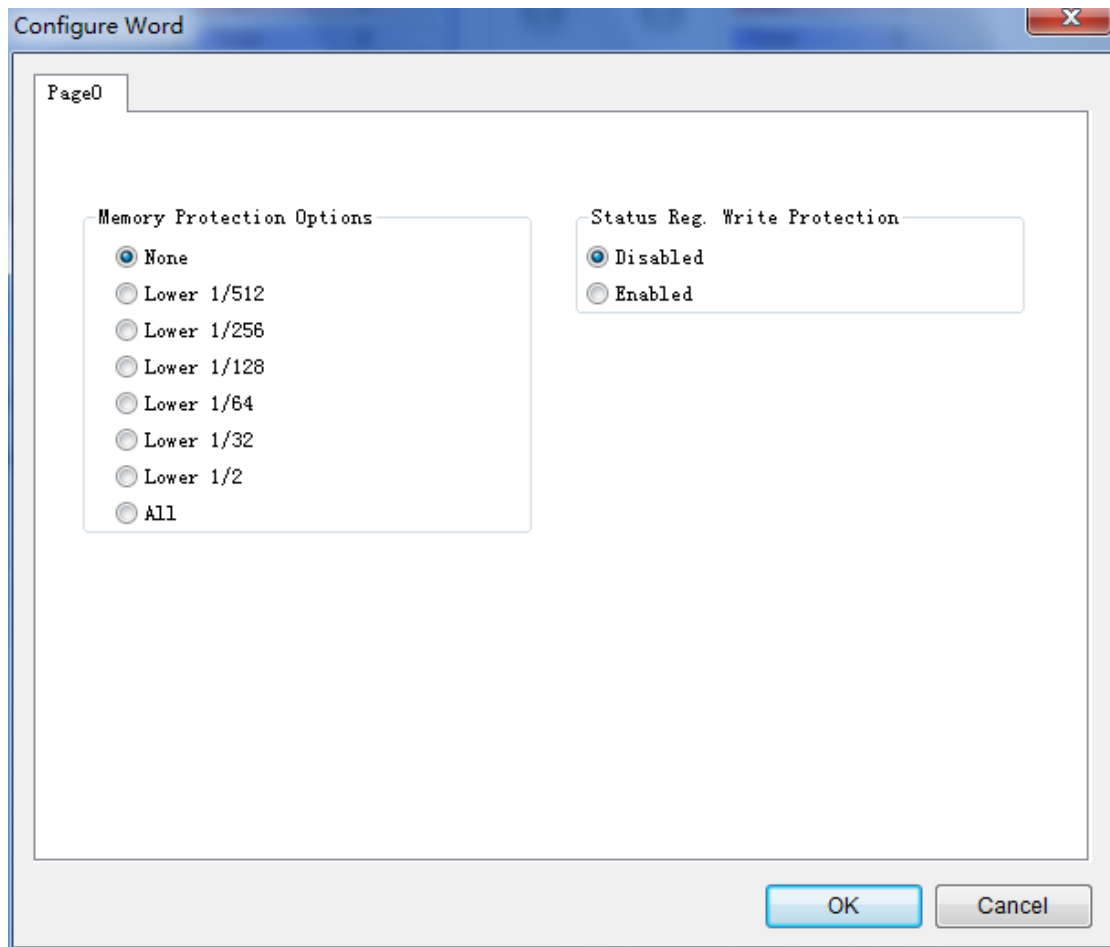 Configure Word
Page0
Memory Protection Options
None
Lower 1/512
Lower 1/256
Lower 1/128
Lower 1/64
Lower 1/32
Lower 1/2
All
Status Reg. Write Protection
Disabled
Enabled
OK
Cancel